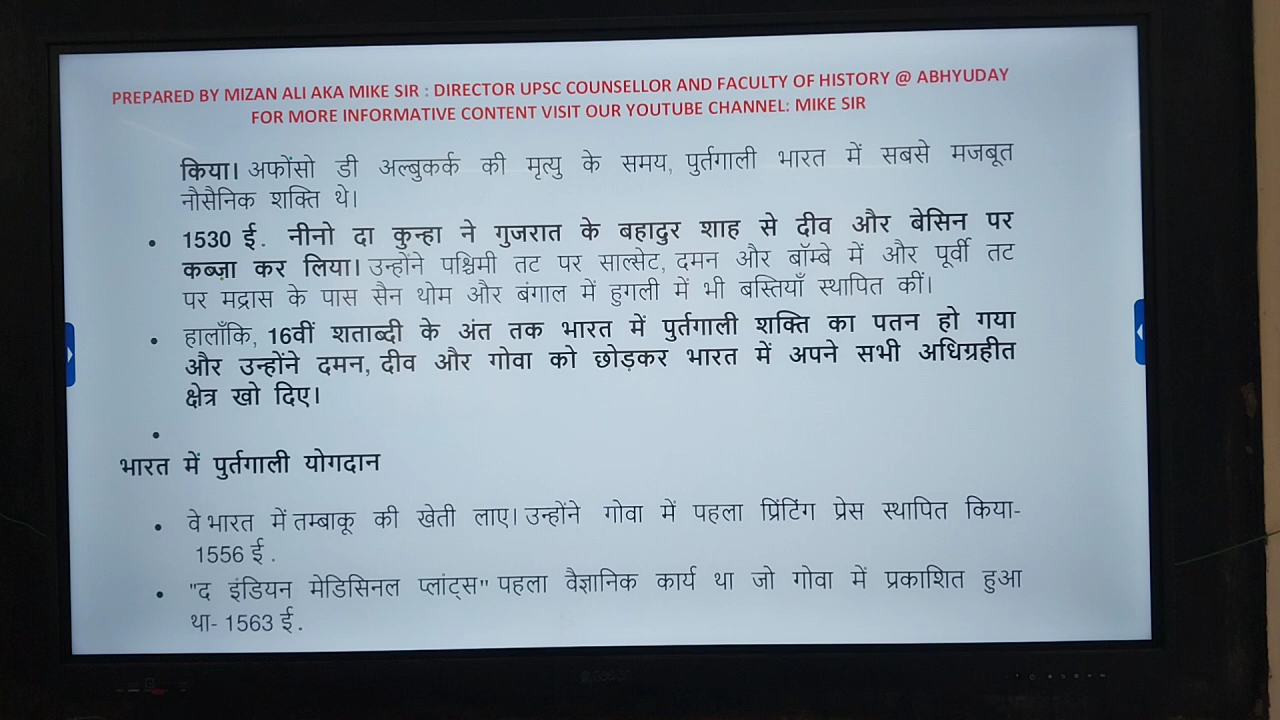 PREPARED BY MIZAN ALI AKA MIKE SIR : DIRECTOR UPSC COUNSELLOR AND FACULTY OF HISTORY @ ABHYUDAY
FOR MORE INFORMATIVE CONTENT VISIT OUR YOUTUBE CHANNEL: MIKE SIR
किया। अफोंसो डी अल्बुकर्क की मृत्यु के समय, पुर्तगाली भारत में सबसे मजबूत
नौसैनिक शक्ति थे।
• 1530 ई. नीनो दा कुन्हा ने गुजरात के बहादुर शाह से दीव और बेसिन पर
कब्ज़ा कर लिया। उन्होंने पश्चिमी तट पर साल्सेट, दमन और बॉम्बे में और पूर्वी तट
पर मद्रास के पास सैन थोम और बंगाल में हुगली में भी बस्तियाँ स्थापित कीं।
• हालाँकि, 16वीं शताब्दी के अंत तक भारत में पुर्तगाली शक्ति का पतन हो गया
और उन्होंने दमन, दीव और गोवा को छोड़कर भारत में अपने सभी अधिग्रहीत
क्षेत्र खो दिए।
•
भारत में पुर्तगाली योगदान
• वे भारत में तम्बाकू की खेती लाए। उन्होंने गोवा में पहला प्रिंटिंग प्रेस स्थापित किया-
1556 ई.
• "द इंडियन मेडिसिनल प्लांट्स" पहला वैज्ञानिक कार्य था जो गोवा में प्रकाशित हुआ
था- 1563 ई.